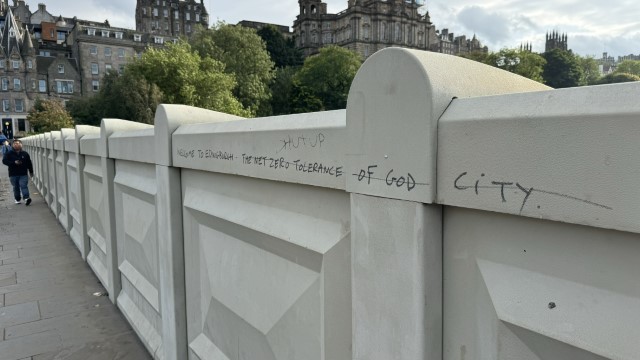 SHUT UP
WELCOME TO EDINBURGH - THE NET ZERO TOLERANCE OF GOD CITY.